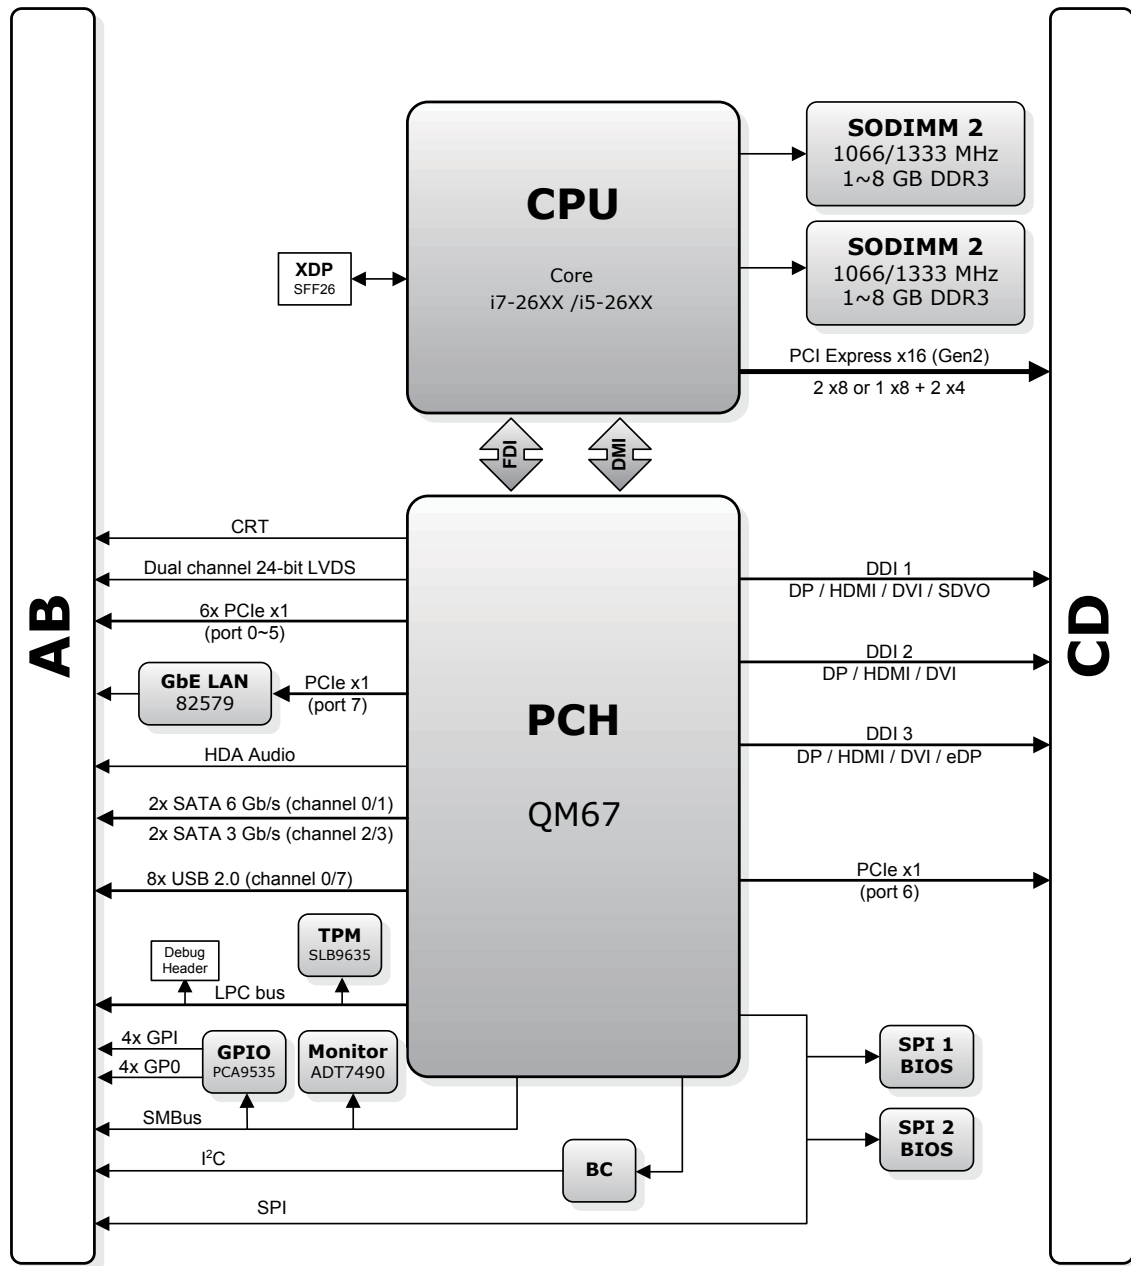 AB
CD
CPU
Core
i7-26XX /i5-26XX
XDP
SFF26
SODIMM 2
1066/1333 MHz
1~8 GB DDR3
SODIMM 2
1066/1333 MHz
1~8 GB DDR3
PCI Express x16 (Gen2)
2 x8 or 1 x8 + 2 x4
FDI
DMI
PCH
QM67
CRT
Dual channel 24-bit LVDS
6x PCIe x1
(port 0~5)
GbE LAN
82579
PCIe x1
(port 7)
HDA Audio
2x SATA 6 Gb/s (channel 0/1)
2x SATA 3 Gb/s (channel 2/3)
8x USB 2.0 (channel 0/7)
TPM
SLB9635
Debug
Header
LPC bus
4x GPI
4x GP0
GPIO
PCA9535
Monitor
ADT7490
SMBus
I²C
BC
SPI
DDI 1
DP / HDMI / DVI / SDVO
DDI 2
DP / HDMI / DVI
DDI 3
DP / HDMI / DVI / eDP
PCIe x1
(port 6)
SPI 1
BIOS
SPI 2
BIOS